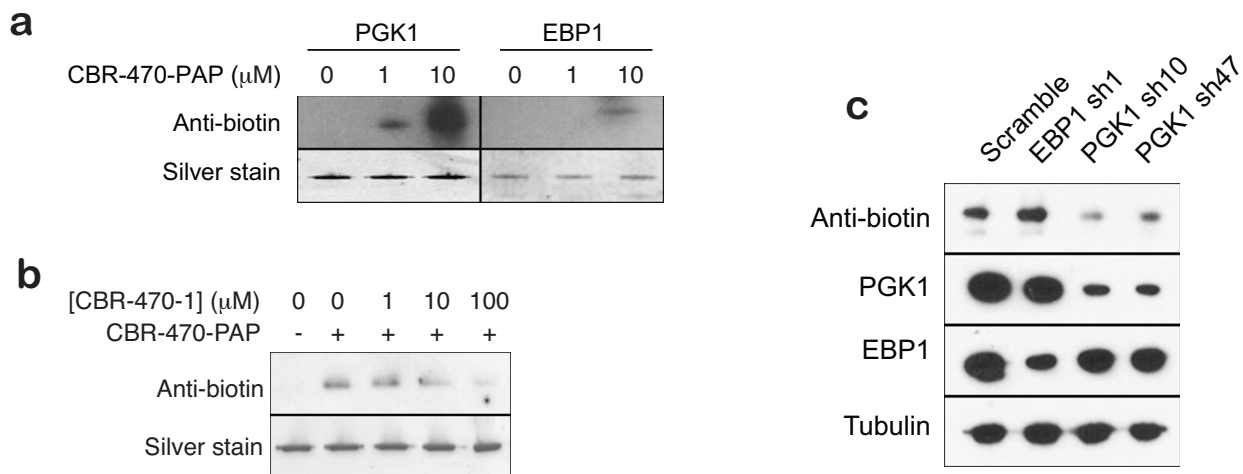 a
PGK1 EBP1
CBR-470-PAP (μM) 0 1 10 0 1 10
Anti-biotin
Silver stain
b
[CBR-470-1] (μM) 0 0 1 10 100
CBR-470-PAP - + + + +
Anti-biotin
Silver stain
c
Scramble
EBP1 sh1
PGK1 sh10
PGK1 sh47
Anti-biotin
PGK1
EBP1
Tubulin